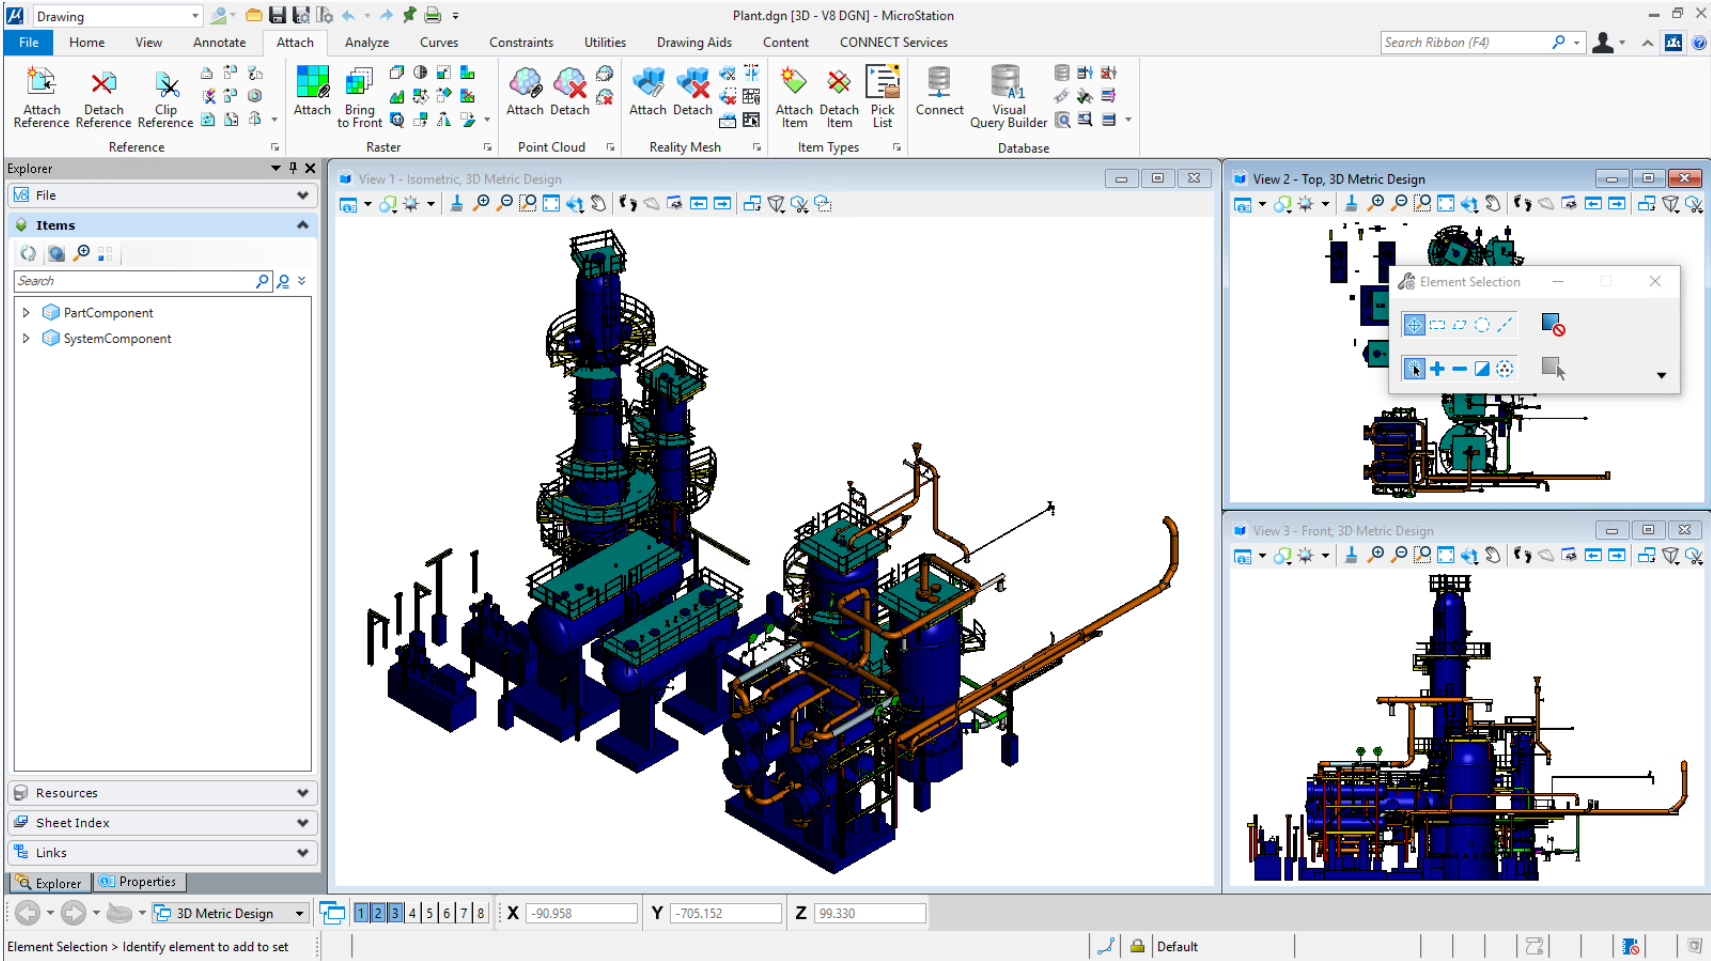 Drawing
Plant.dgn [3D - V8 DGN] - MicroStation
File Home View Annotate Attach Analyze Curves Constraints Utilities Drawing Aids Content CONNECT Services
Search Ribbon (F4)
Attach Reference
Detach Reference
Clip Reference
Reference
Attach
Bring to Front
Raster
Attach
Detach
Point Cloud
Attach
Detach
Reality Mesh
Attach Item
Detach Item
Pick List
Item Types
Connect
Visual Query Builder
Database
Explorer
File
Items
Search
PartComponent
SystemComponent
Resources
Sheet Index
Links
Explorer
Properties
View 1 - Isometric, 3D Metric Design
View 2 - Top, 3D Metric Design
Element Selection
View 3 - Front, 3D Metric Design
3D Metric Design
1 2 3 4 5 6 7 8
X -90.958
Y -705.152
Z 99.330
Element Selection > Identify element to add to set
Default